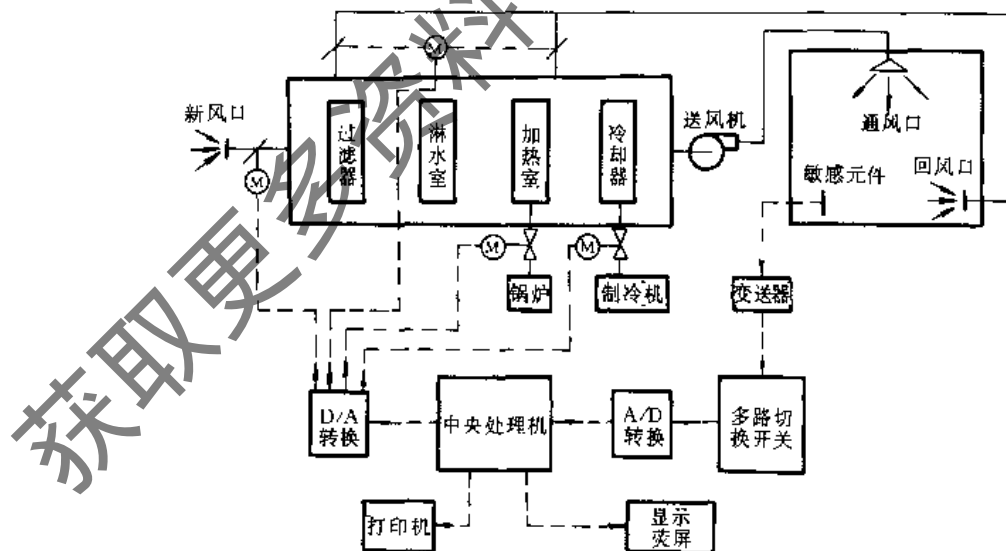 M
新风口
过滤器
淋水室
加热室
冷却器
送风机
通风口
敏感元件
回风口
M
M
M
锅炉
制冷机
变送器
D/A
转换
中央处理机
A/D
转换
多路切
换开关
打印机
显示
荧屏
获取更多资料